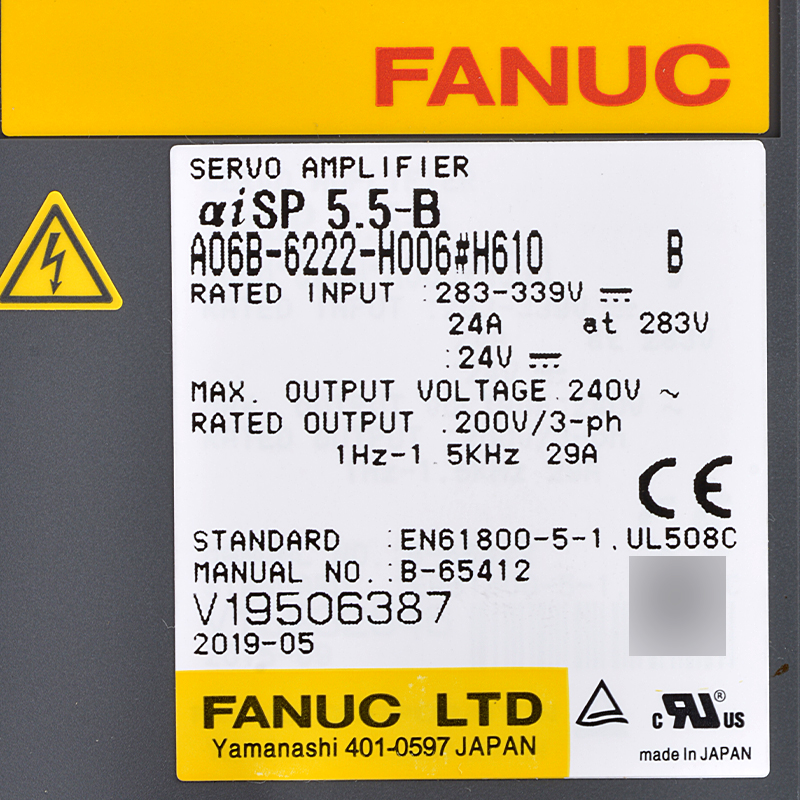 FANUC
SERVO AMPLIFIER
αiSP 5.5-B
A06B-6222-H006#H610 B
RATED INPUT :283-339V ⎓
24A at 283V
:24V ⎓
MAX. OUTPUT VOLTAGE.240V ~
RATED OUTPUT :200V/3-ph
1Hz-1.5KHz 29A
CE
STANDARD :EN61800-5-1.UL508C
MANUAL NO.:B-65412
V19506387
2019-05
FANUC LTD
Yamanashi 401-0597 JAPAN
c RU® US
made In JAPAN